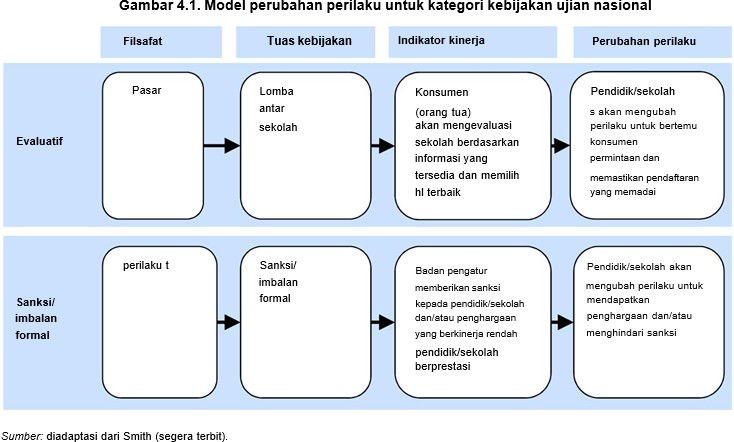 Gambar 4.1. Model perubahan perilaku untuk kategori kebijakan ujian nasional
Filsafat
Tuas kebijakan
Indikator kinerja
Perubahan perilaku
Evaluatif
Pasar
Lomba
antar
sekolah
Konsumen
(orang tua)
akan mengevaluasi
sekolah berdasarkan
informasi yang
tersedia dan memilih
hl terbaik
Pendidik/sekolah
s akan mengubah
perilaku untuk bertemu
konsumen
permintaan dan
memastikan pendaftaran
yang memadai
Sanksi/
imbalan
formal
perilaku t
Sanksi/
imbalan
formal
Badan pengatur
memberikan sanksi
kepada pendidik/sekolah
dan/atau penghargaan
yang berkinerja rendah
pendidik/sekolah
berprestasi
Pendidik/sekolah akan
mengubah perilaku untuk
mendapatkan
penghargaan dan/atau
menghindari sanksi
Sumber: diadaptasi dari Smith (segera terbit).